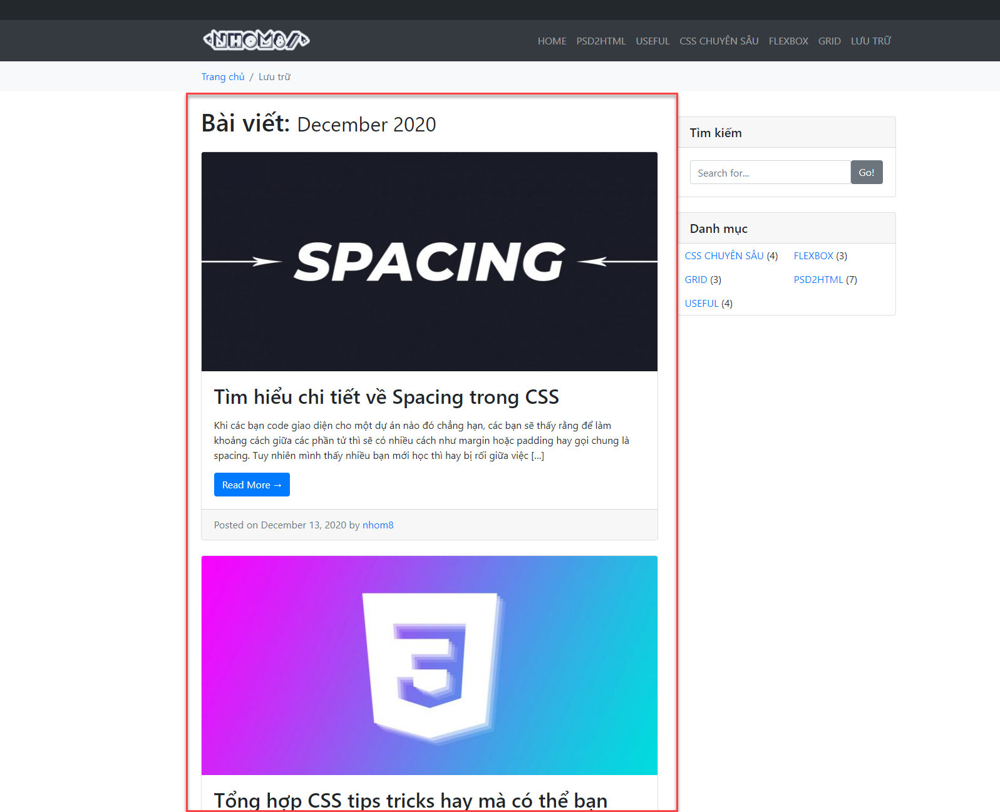 <NHOM8/>
HOME PSD2HTML USEFUL CSS CHUYÊN SÂU FLEXBOX GRID LƯU TRỮ
Trang chủ / Lưu trữ
Bài viết: December 2020
SPACING
Tìm hiểu chi tiết về Spacing trong CSS
Khi các bạn code giao diện cho một dự án nào đó chẳng hạn, các bạn sẽ thấy rằng để làm
khoảng cách giữa các phần tử thì sẽ có nhiều cách như margin hoặc padding hay gọi chung là
spacing. Tuy nhiên mình thấy nhiều bạn mới học thì hay bị rối giữa việc [...]
Read More →
Posted on December 13, 2020 by nhom8
3
Tổng hợp CSS tips tricks hay mà có thể bạn
Tìm kiếm
Search for...
Go!
Danh mục
CSS CHUYÊN SÂU (4) FLEXBOX (3)
GRID (3) PSD2HTML (7)
USEFUL (4)